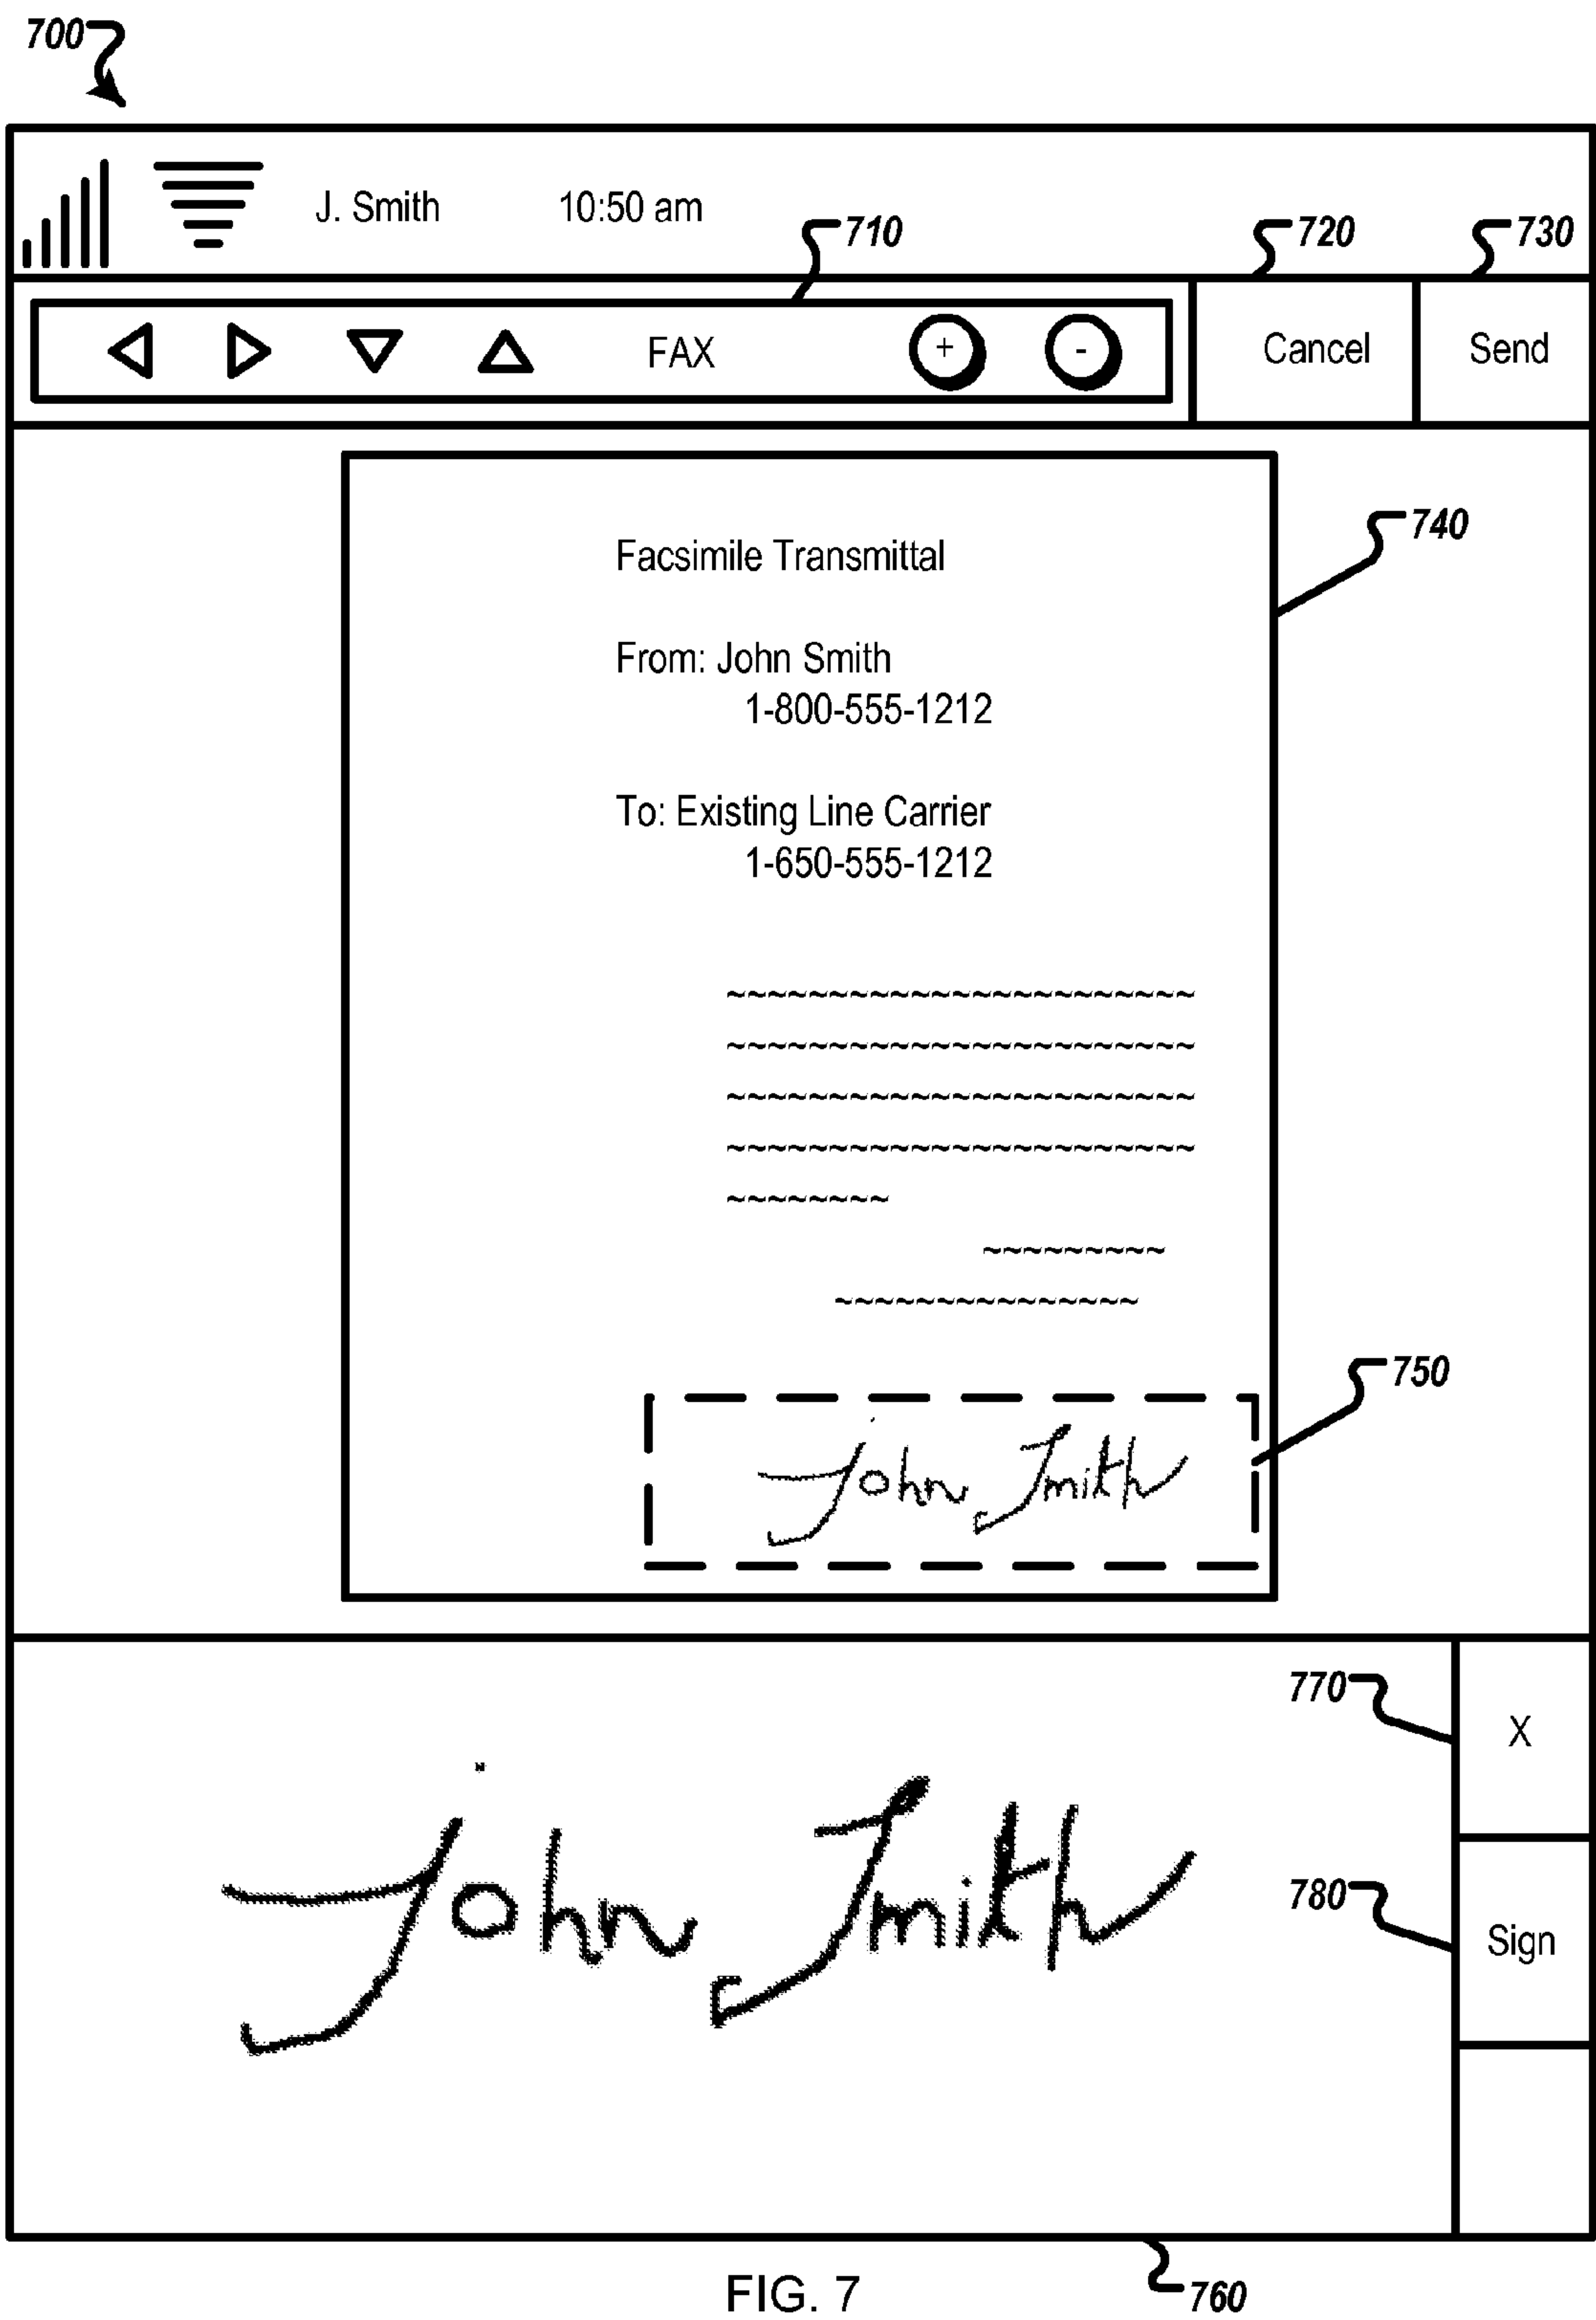 700
J. Smith 10:50 am
710 720 730
FAX + - Cancel Send
740
Facsimile Transmittal
From: John Smith
1-800-555-1212
To: Existing Line Carrier
1-650-555-1212
~~~~~~~~~~~~~~~~~~~~~~~
~~~~~~~~~~~~~~~~~~~~~~~
~~~~~~~~~~~~~~~~~~~~~~~
~~~~~~~~~~~~~~~~~~~~~~~
~~~~~~~~
~~~~~~~~~
~~~~~~~~~~~~~~~
750
John Smith
770 X
John Smith
780 Sign
760
FIG. 7